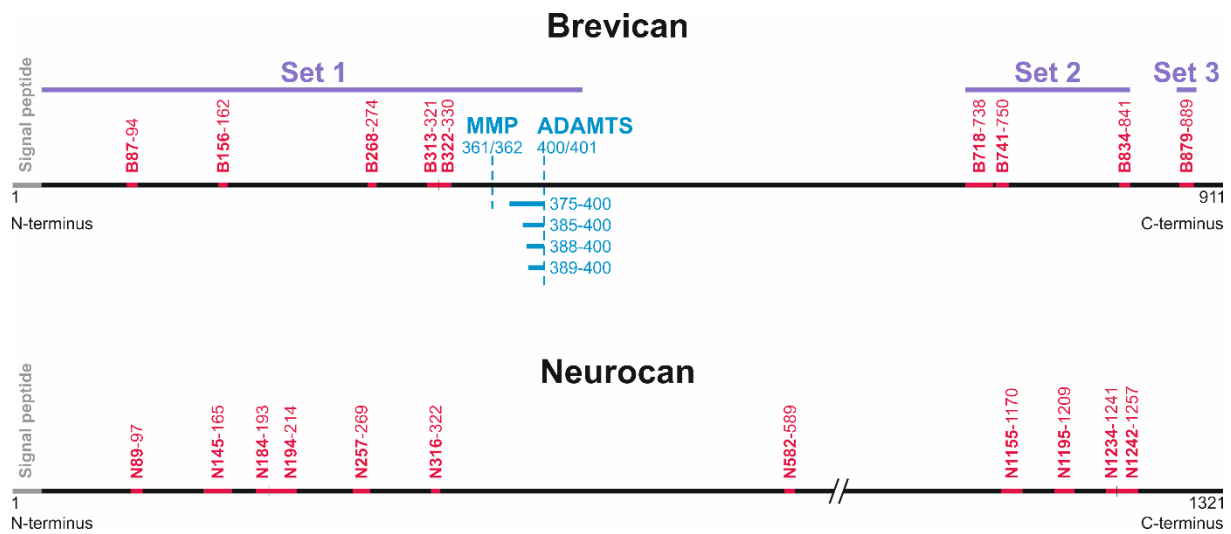 Brevican
Signal peptide
Set 1
Set 2
Set 3
B87-94
B156-162
B268-274
B313-321
B322-330
MMP
361/362
ADAMTS
400/401
B718-738
B741-750
B834-841
B879-889
1
911
N-terminus
C-terminus
375-400
385-400
388-400
389-400
Neurocan
Signal peptide
N89-97
N145-165
N184-193
N194-214
N257-269
N316-322
N582-589
N1155-1170
N1195-1209
N1234-1241
N1242-1257
1
1321
N-terminus
C-terminus